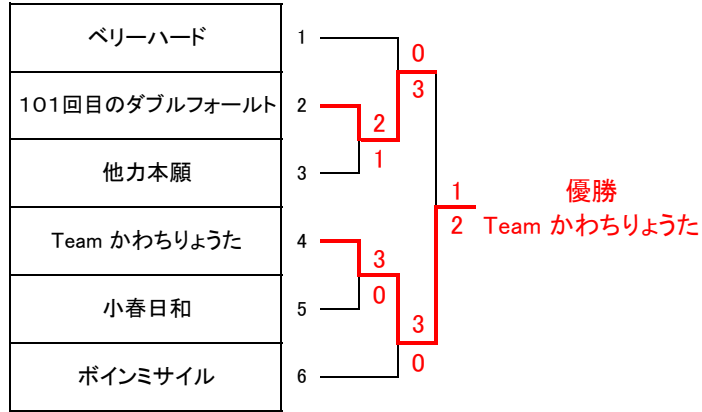 ベリーハード 1
101回目のダブルフォールト 2
他力本願 3
Team かわちりょうた 4
小春日和 5
ボインミサイル 6
0
3
2
1
3
0
3
0
1
2
優勝
Team かわちりょうた